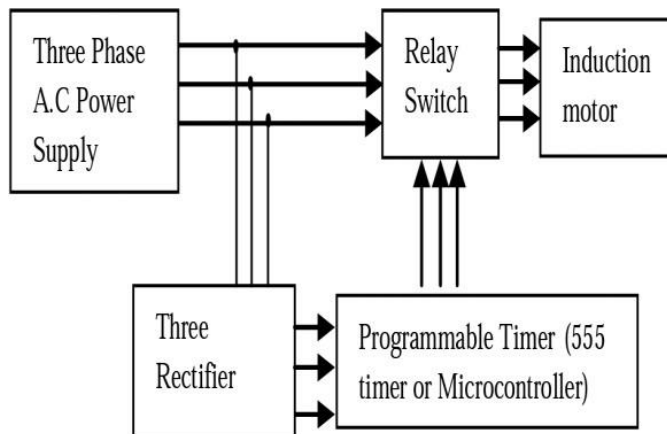 Three Phase
A.C Power
Supply
Relay
Switch
Induction
motor
Three
Rectifier
Programmable Timer (555
timer or Microcontroller)